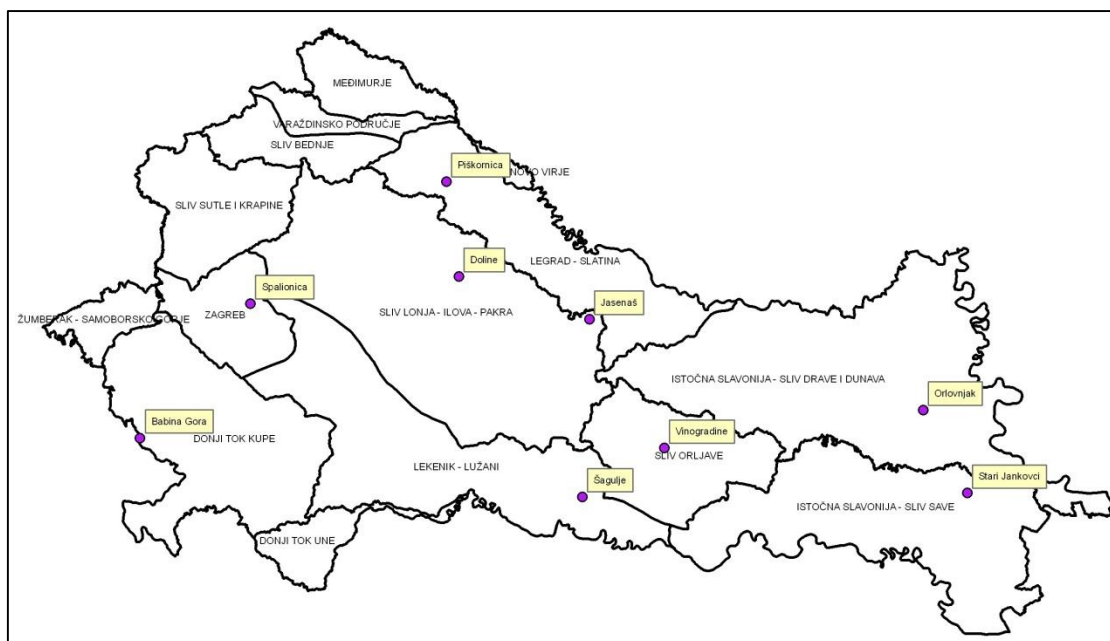 MEĐIMURJE
VARAŽDINSKO PODRUČJE
SLIV BEDNJE
Piškornica
NOVO VIRJE
SLIV SUTLE I KRAPINE
Doline
LEGRAD - SLATINA
Spalionica
Jasenaš
ŽUMBERAK - SAMOBORSKO GORJE
ZAGREB
SLIV LONJA - ILOVA - PAKRA
ISTOČNA SLAVONIJA - SLIV DRAVE I DUNAVA
Orlovnjak
Babina Gora
DONJI TOK KUPE
Vinogradine
SLIV ORLJAVE
LEKENIK - LUŽANI
Šagulje
Stari Jankovci
ISTOČNA SLAVONIJA - SLIV SAVE
DONJI TOK UNE